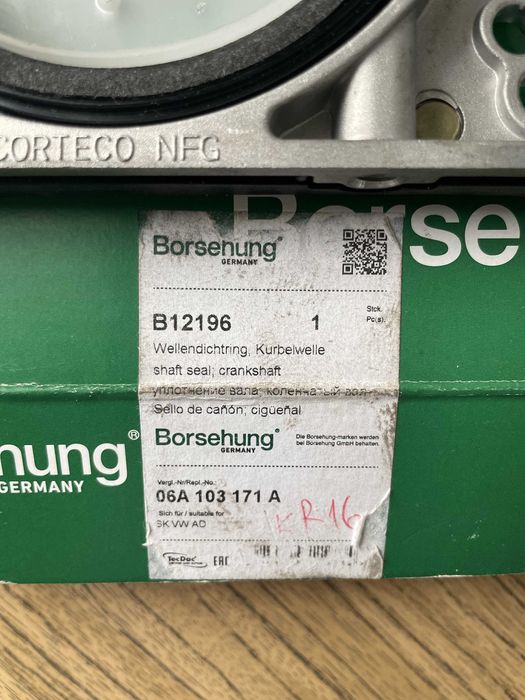 CORTECO NFG
Borse
Borsehung®
GERMANY
B12196 1 Stck.
Pc(s).
Wellendichtring, Kurbelwelle
shaft seal; crankshaft
уплотнение вала; коленчатый вал
Sello de cañón; cigüeñal
hung®
GERMANY
Borsehung®
GERMANY
Die Borsehung-marken werden
bei Borsehung GmbH behalten.
Vergl.-Nr/Repl.-No.:
06A 103 171 A
Sich für / suitable for
SK VW AD
KR16
TecDoc
EAC